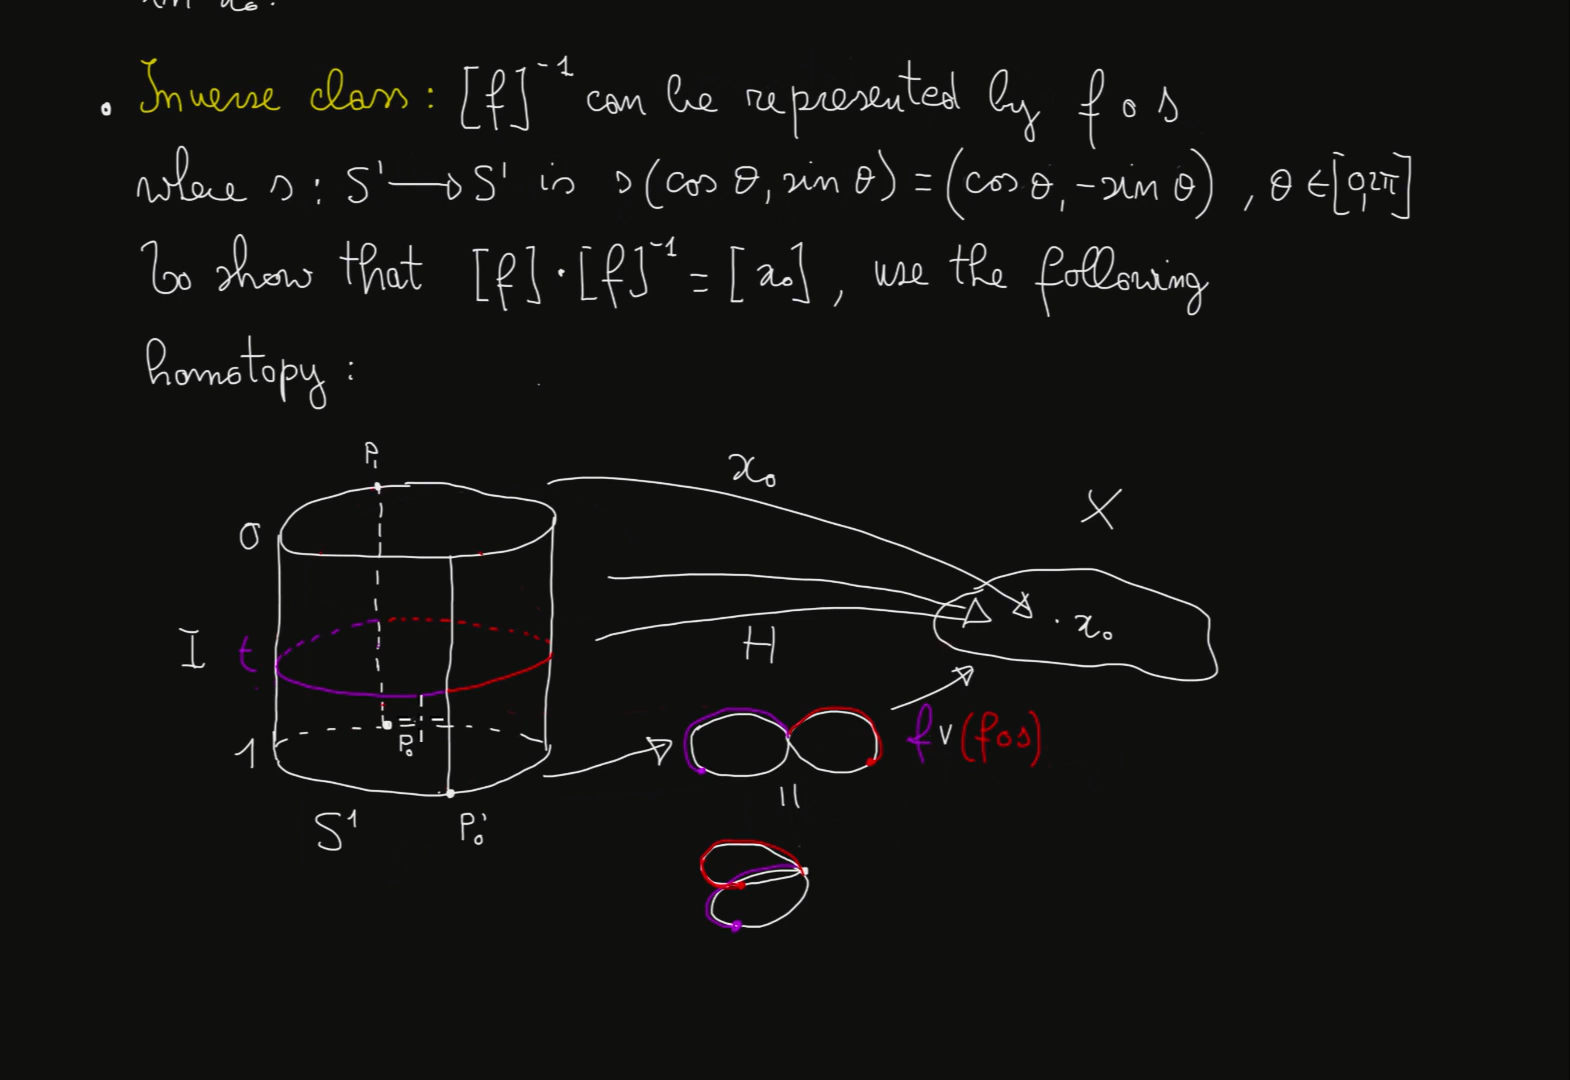 • Inverse class: [f]⁻¹ can be represented by f o s
where s: S¹ → S¹ is s(cos θ, sin θ) = (cos θ, -sin θ), θ ∈ [0,2π]
To show that [f]·[f]⁻¹ = [x₀], use the following
homotopy:
P₁
x₀
X
0
I
t
H
. x₀
1
P₀
f ∨ (f o s)
S¹
P₀'
=